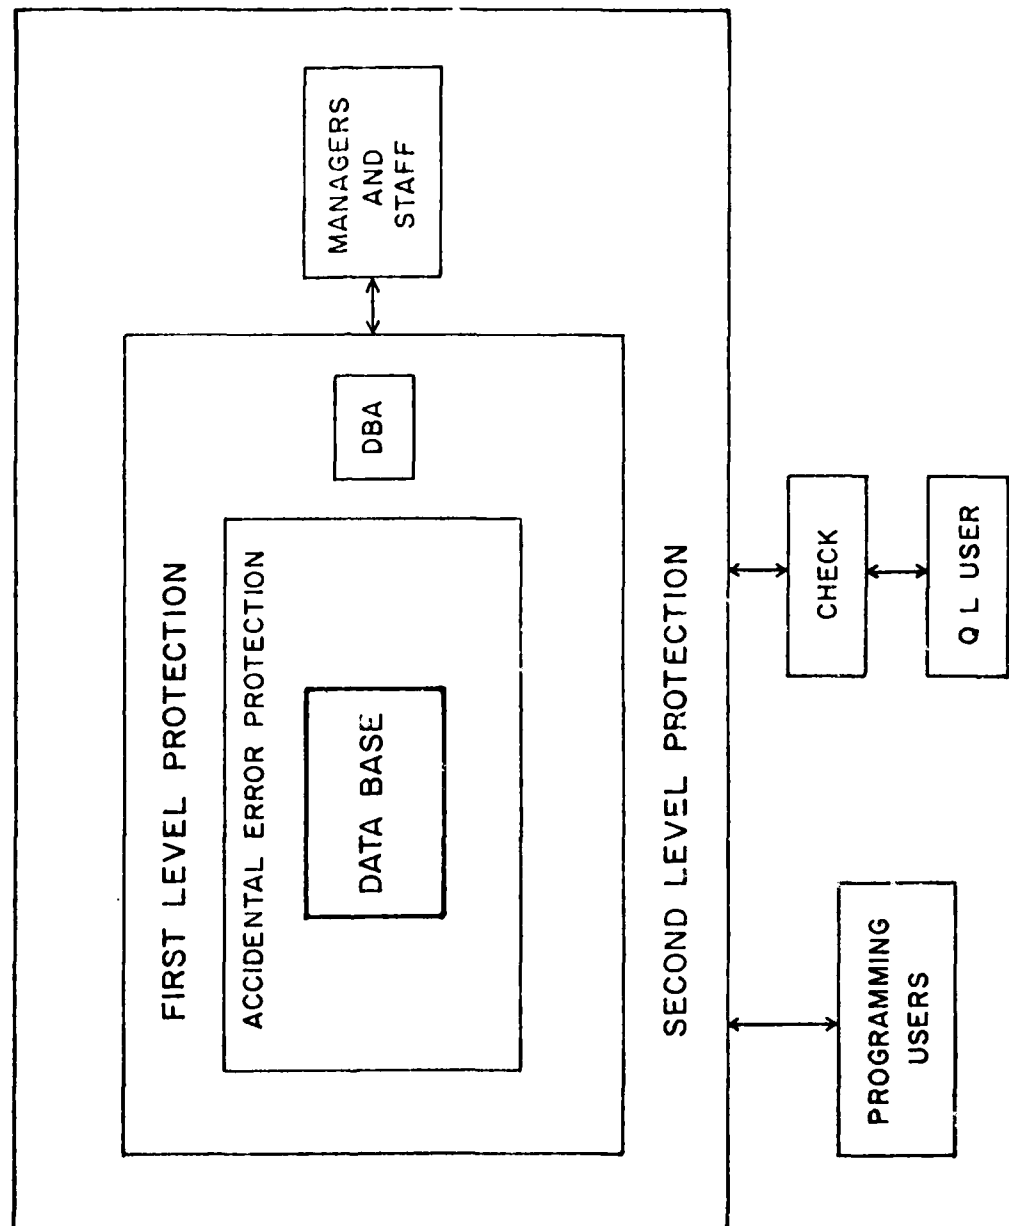 FIRST LEVEL PROTECTION
ACCIDENTAL ERROR PROTECTION
DATA BASE
DBA
MANAGERS
AND
STAFF
SECOND LEVEL PROTECTION
PROGRAMMING
USERS
CHECK
Q L USER